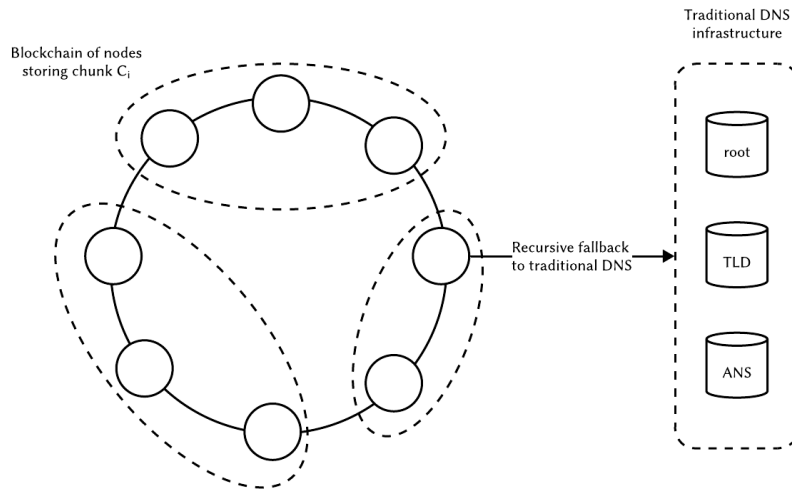 Blockchain of nodes
storing chunk Cᵢ
Traditional DNS
infrastructure
root
Recursive fallback
to traditional DNS
TLD
ANS